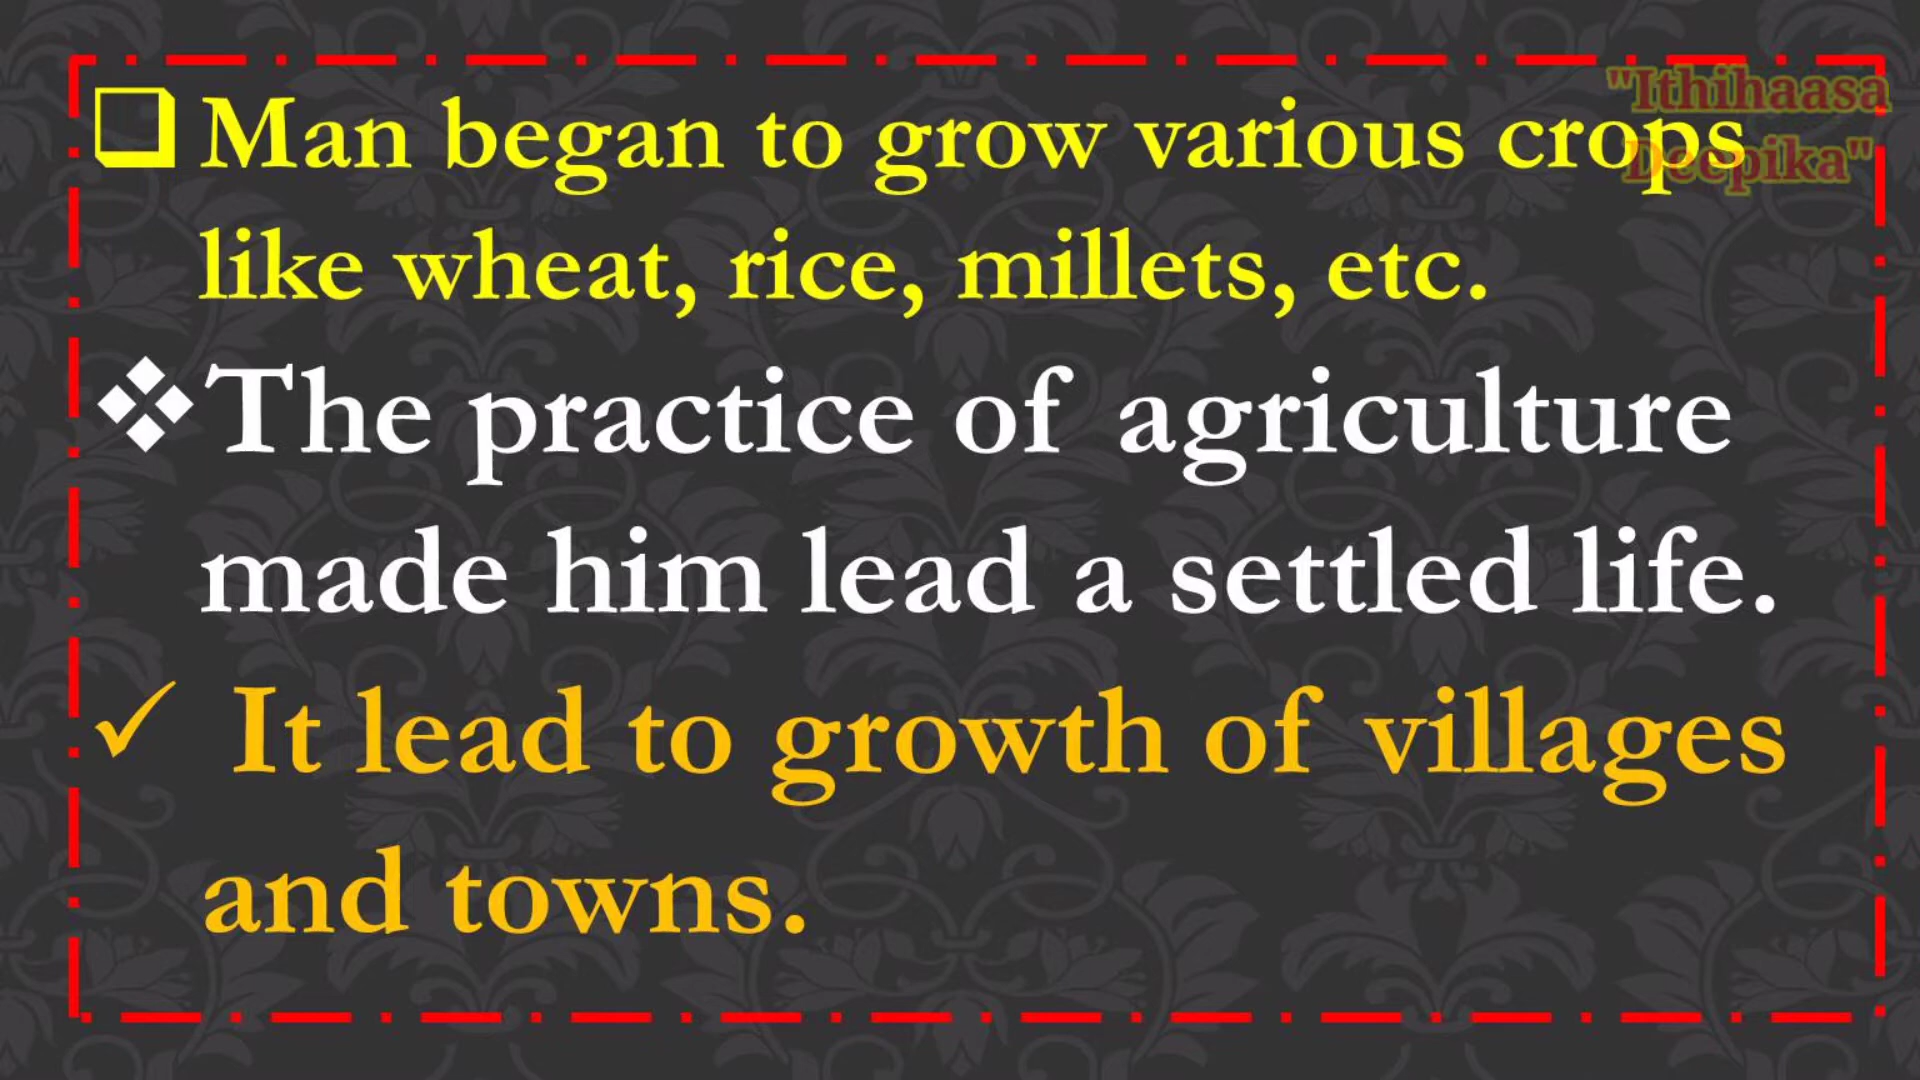 "Ithihaasa
Deepika"
Man began to grow various crops
like wheat, rice, millets, etc.
The practice of agriculture
made him lead a settled life.
It lead to growth of villages
and towns.